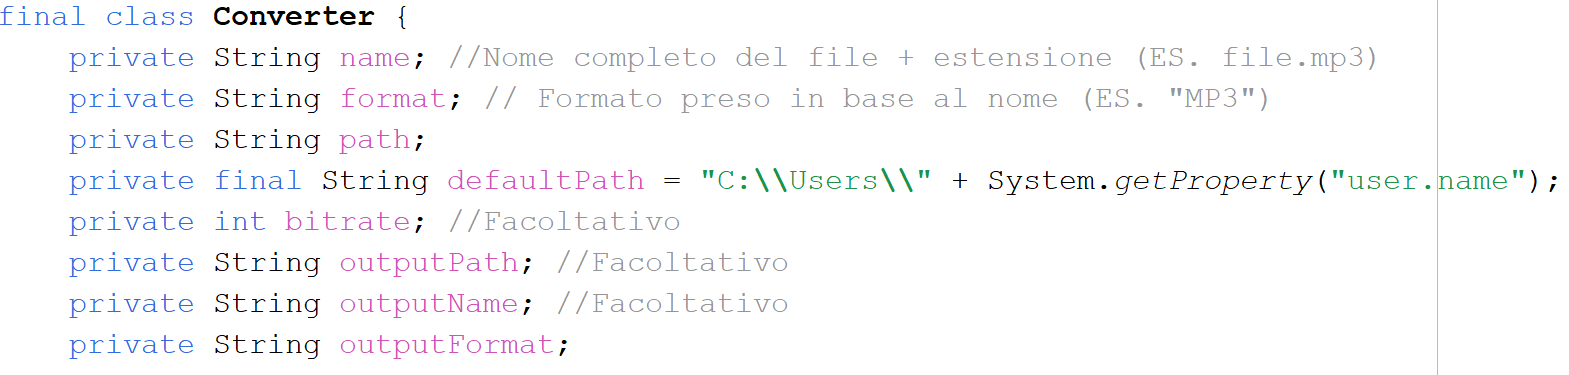 final class Converter {
    private String name; //Nome completo del file + estensione (ES. file.mp3)
    private String format; // Formato preso in base al nome (ES. "MP3")
    private String path;
    private final String defaultPath = "C:\\Users\\" + System.getProperty("user.name");
    private int bitrate; //Facoltativo
    private String outputPath; //Facoltativo
    private String outputName; //Facoltativo
    private String outputFormat;